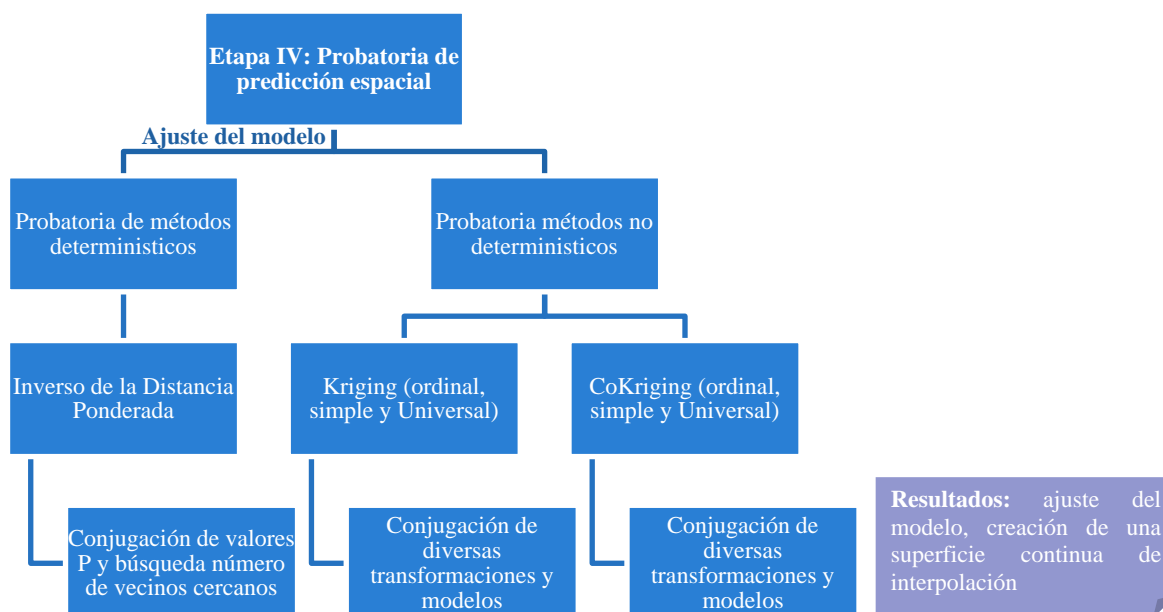 Etapa IV: Probatoria de
predicción espacial
Ajuste del modelo
Probatoria de métodos
deterministicos
Probatoria métodos no
deterministicos
Inverso de la Distancia
Ponderada
Kriging (ordinal,
simple y Universal)
CoKriging (ordinal,
simple y Universal)
Conjugación de valores
P y búsqueda número
de vecinos cercanos
Conjugación de
diversas
transformaciones y
modelos
Conjugación de
diversas
transformaciones y
modelos
Resultados: ajuste del
modelo, creación de una
superficie continua de
interpolación